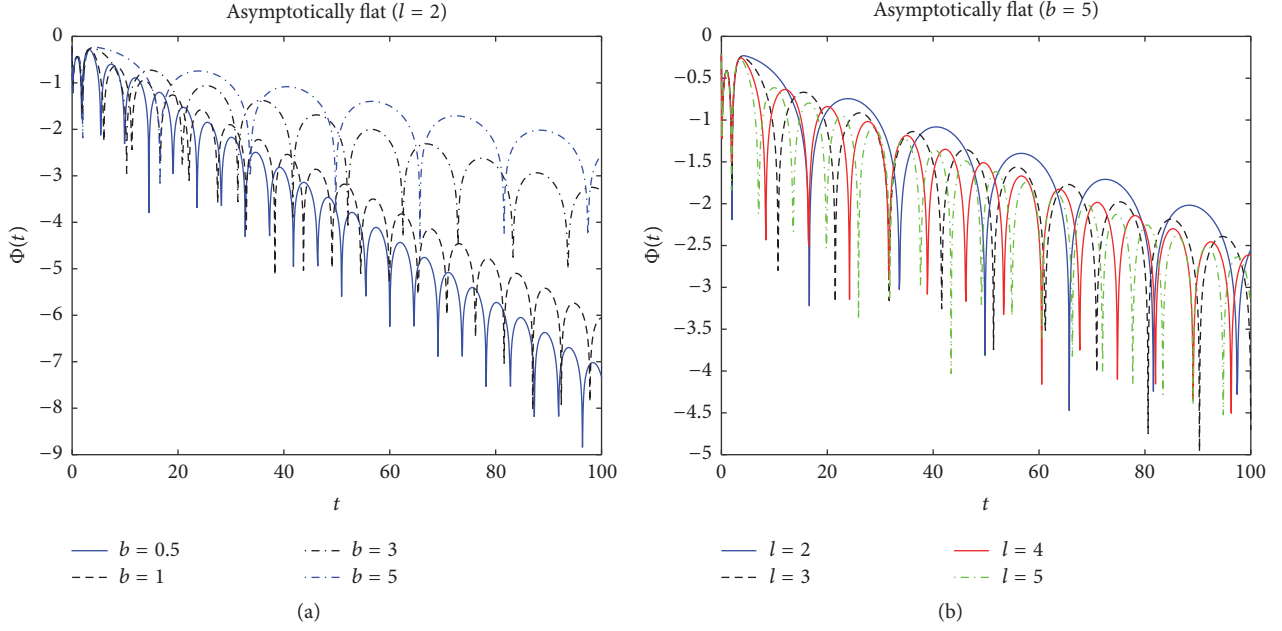 Asymptotically flat (l = 2)
0
−1
−2
−3
−4
−5
−6
−7
−8
−9
Φ(t)
0 20 40 60 80 100
t
b = 0.5
b = 1
b = 3
b = 5
(a)
Asymptotically flat (b = 5)
0
−0.5
−1
−1.5
−2
−2.5
−3
−3.5
−4
−4.5
−5
Φ(t)
0 20 40 60 80 100
t
l = 2
l = 3
l = 4
l = 5
(b)